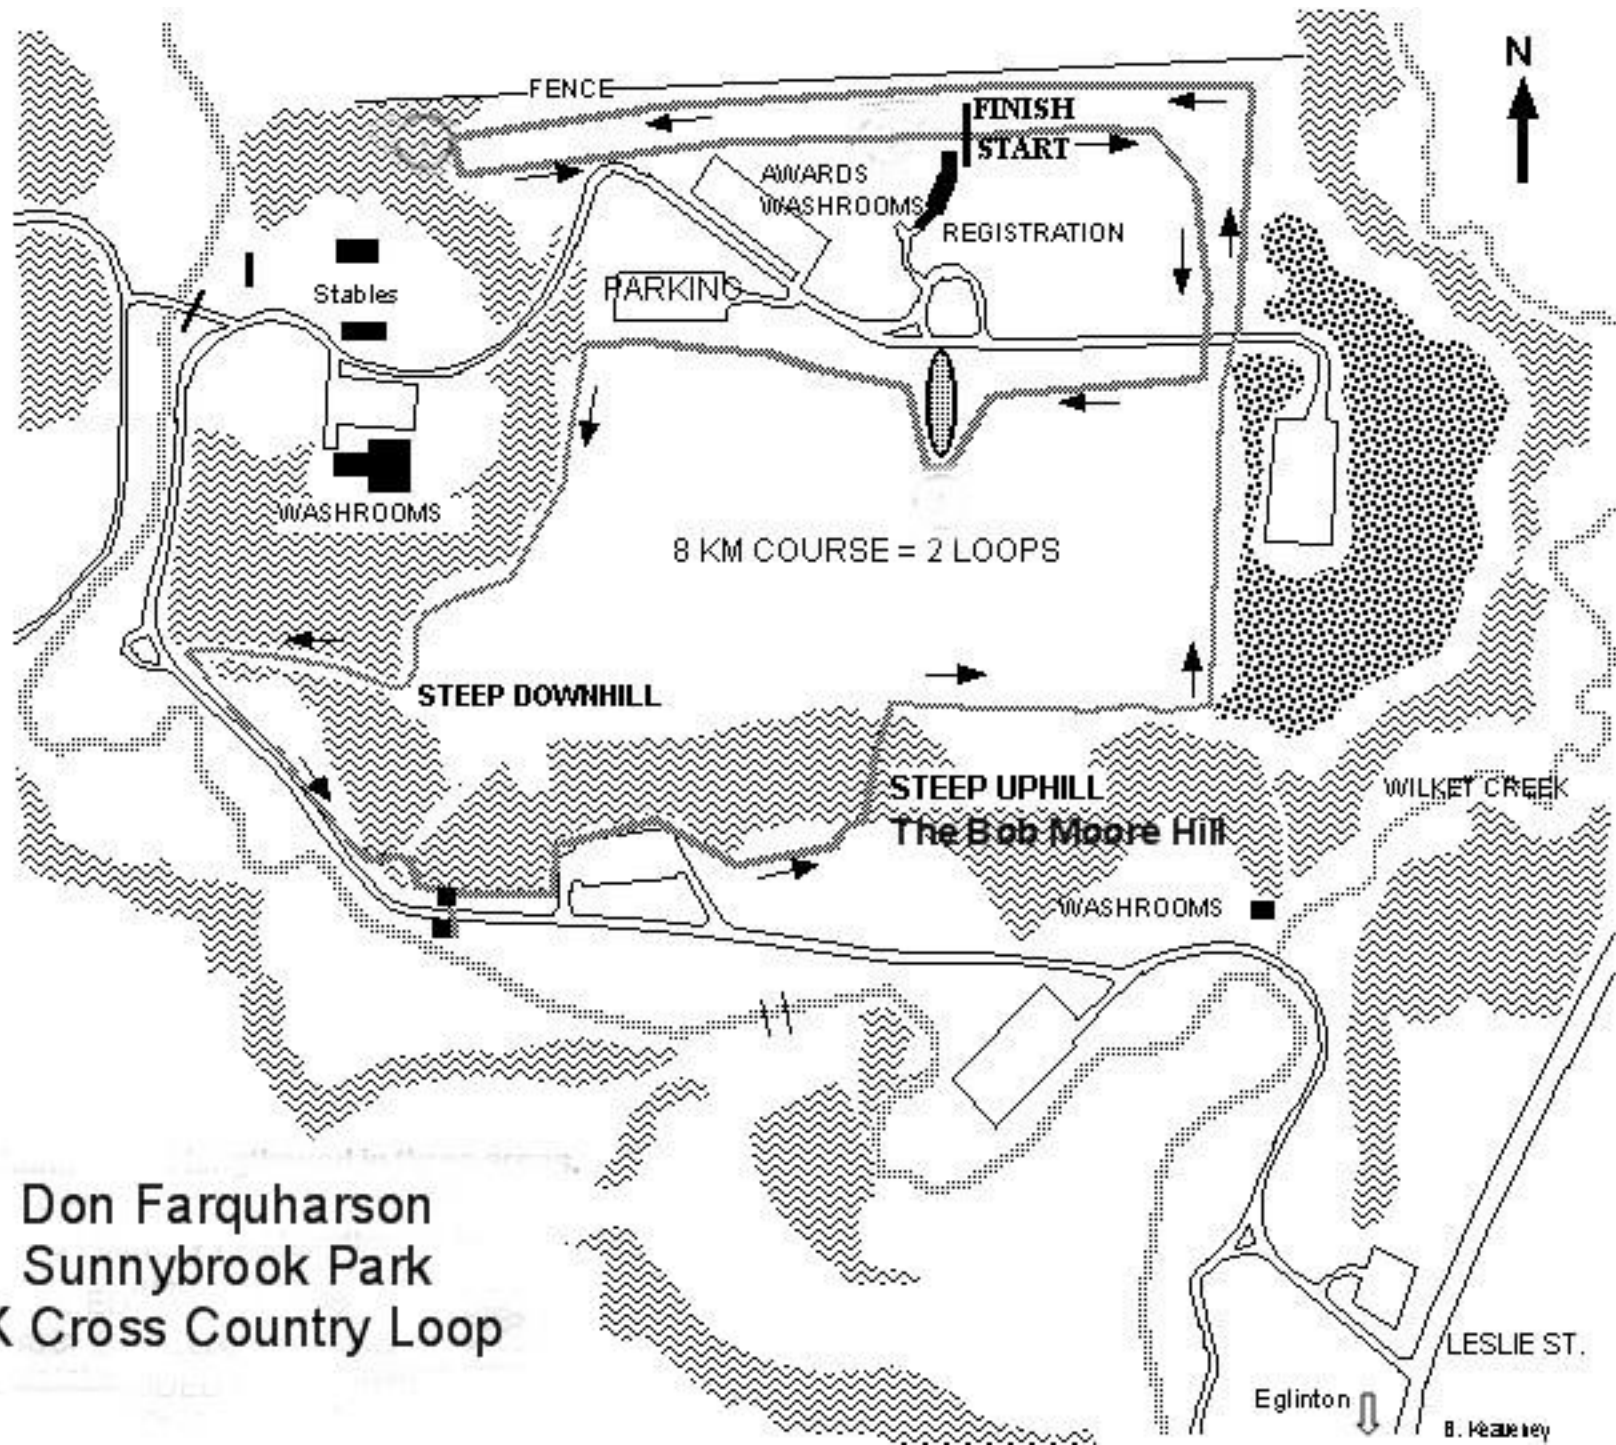 N
FENCE
FINISH
START
AWARDS
WASHROOMS
REGISTRATION
Stables
PARKING
WASHROOMS
8 KM COURSE = 2 LOOPS
STEEP DOWNHILL
STEEP UPHILL
The Bob Moore Hill
WILKET CREEK
WASHROOMS
Don Farquharson
Sunnybrook Park
K Cross Country Loop
LESLIE ST.
Eglinton